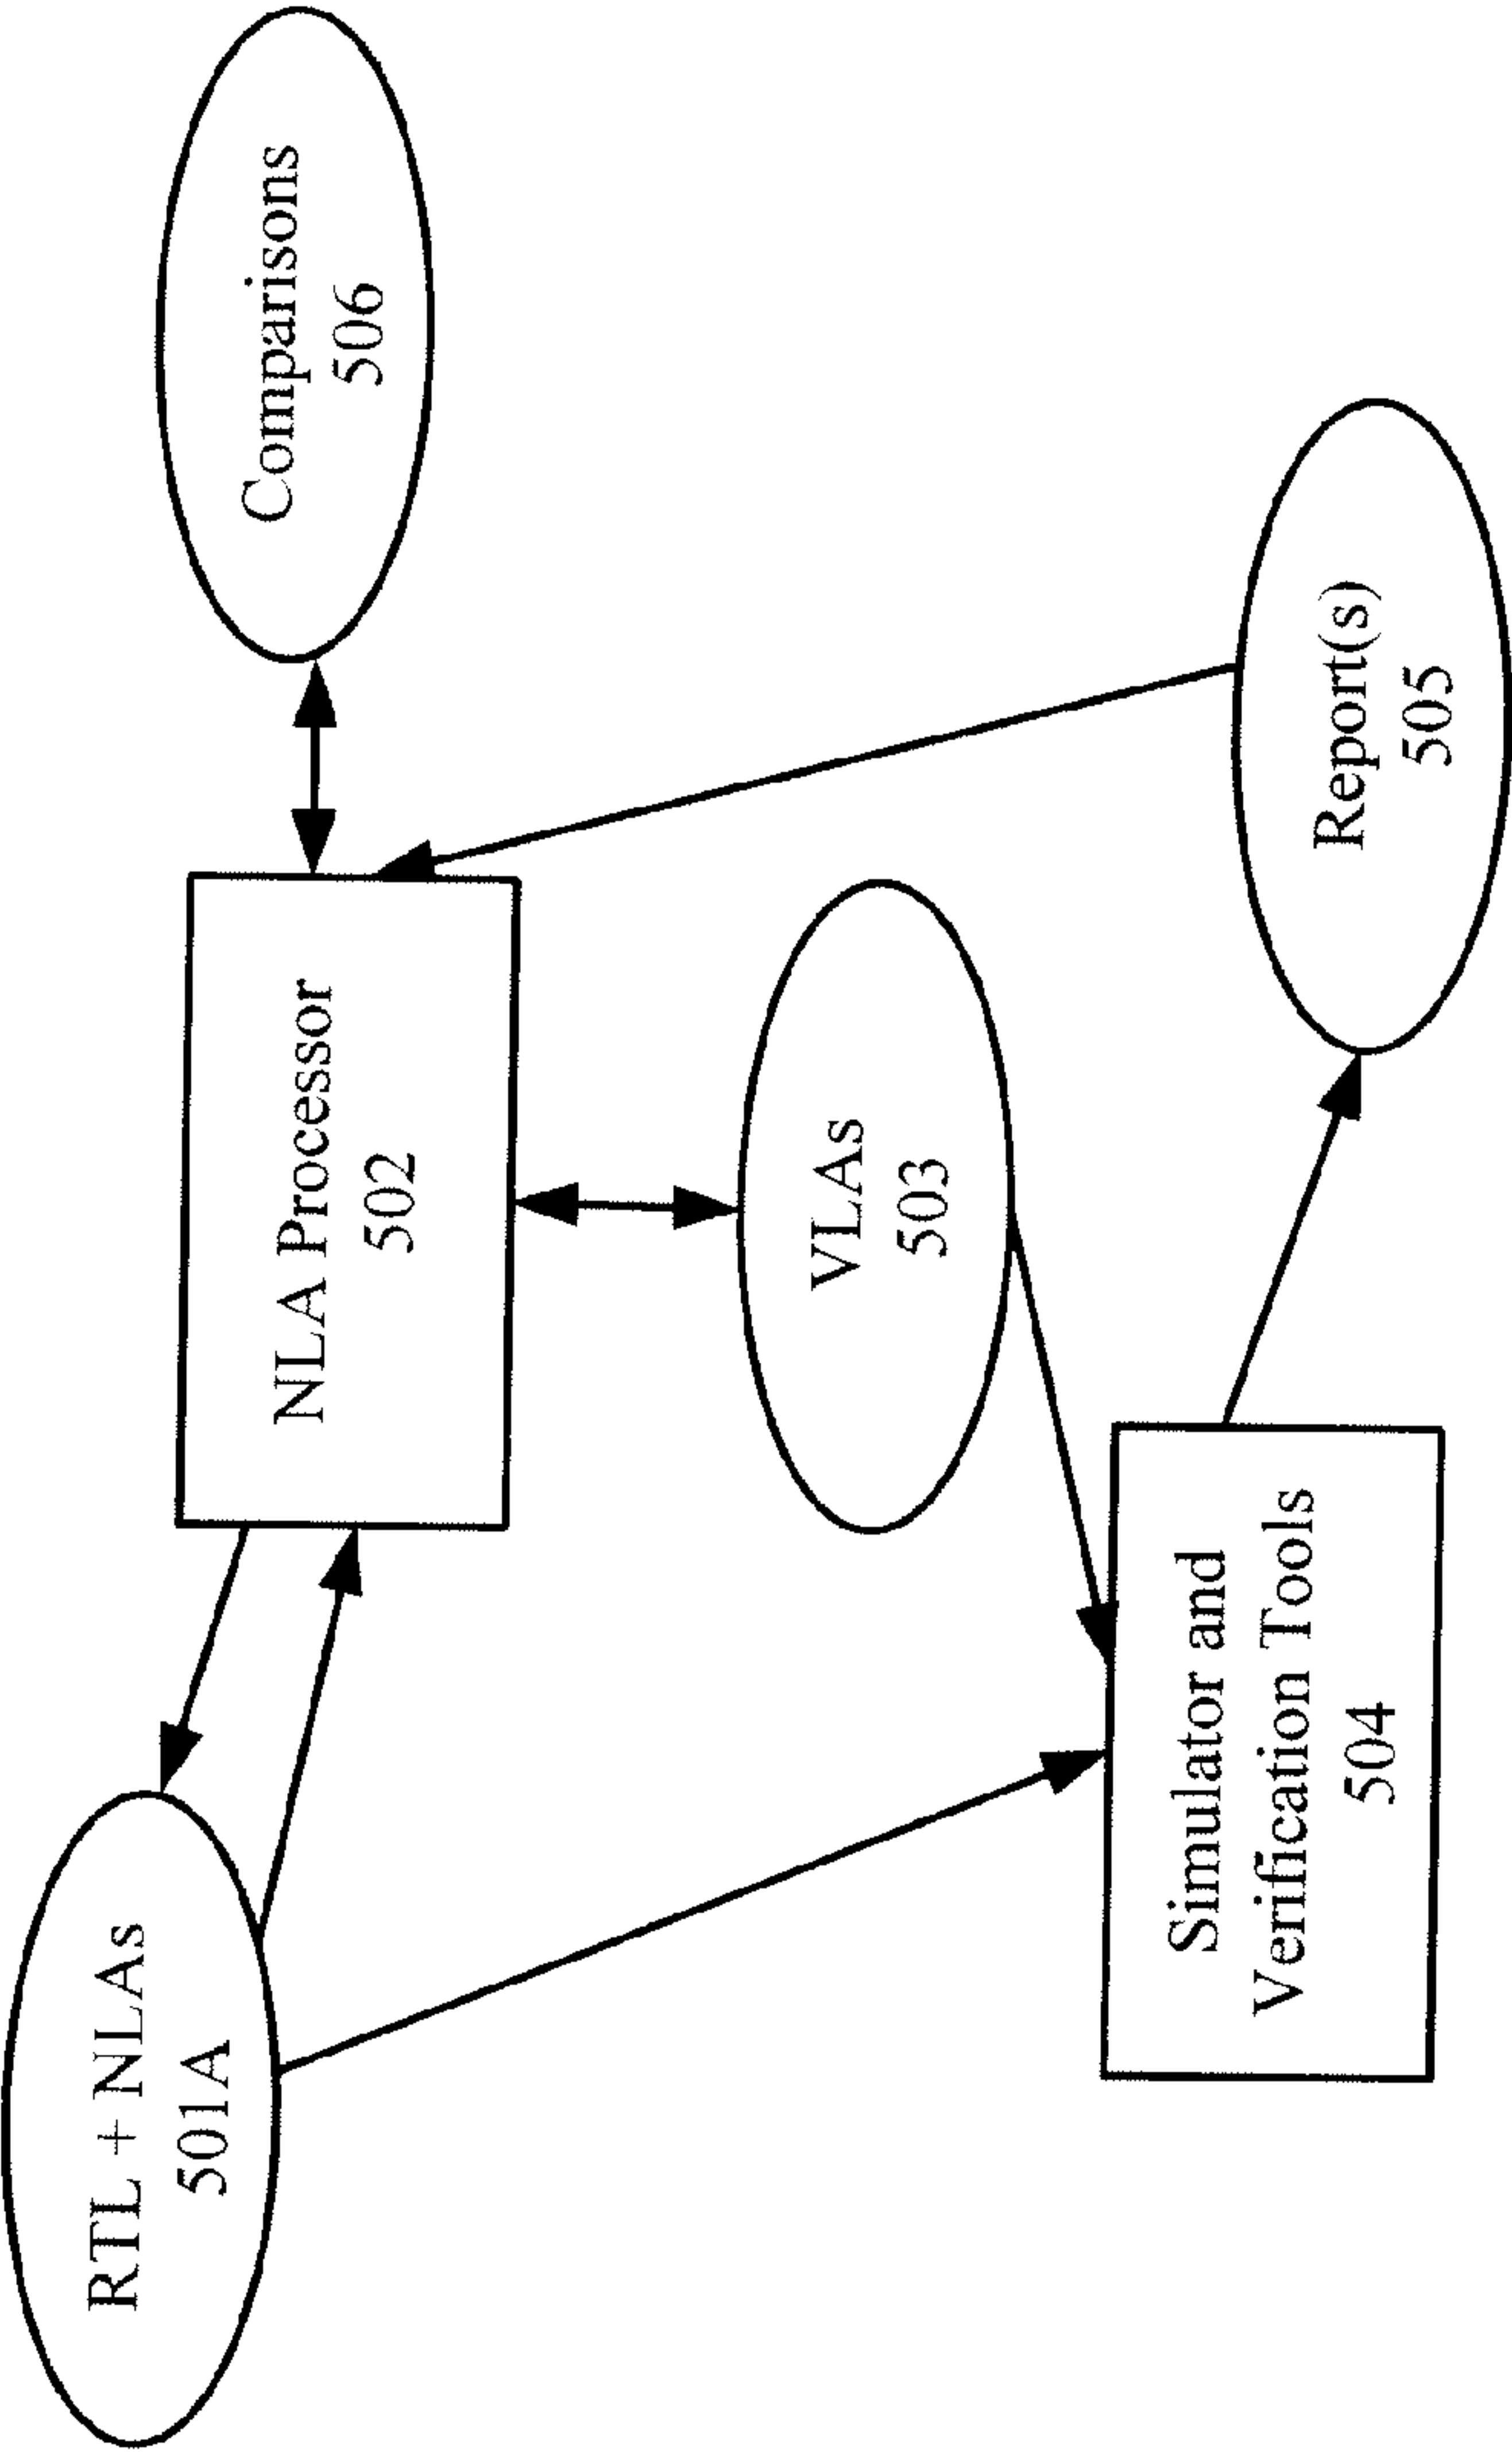 RTL + NLAs
501A
NLA Processor
502
Comparisons
506
VLAs
503
Simulator and
Verification Tools
504
Report(s)
505